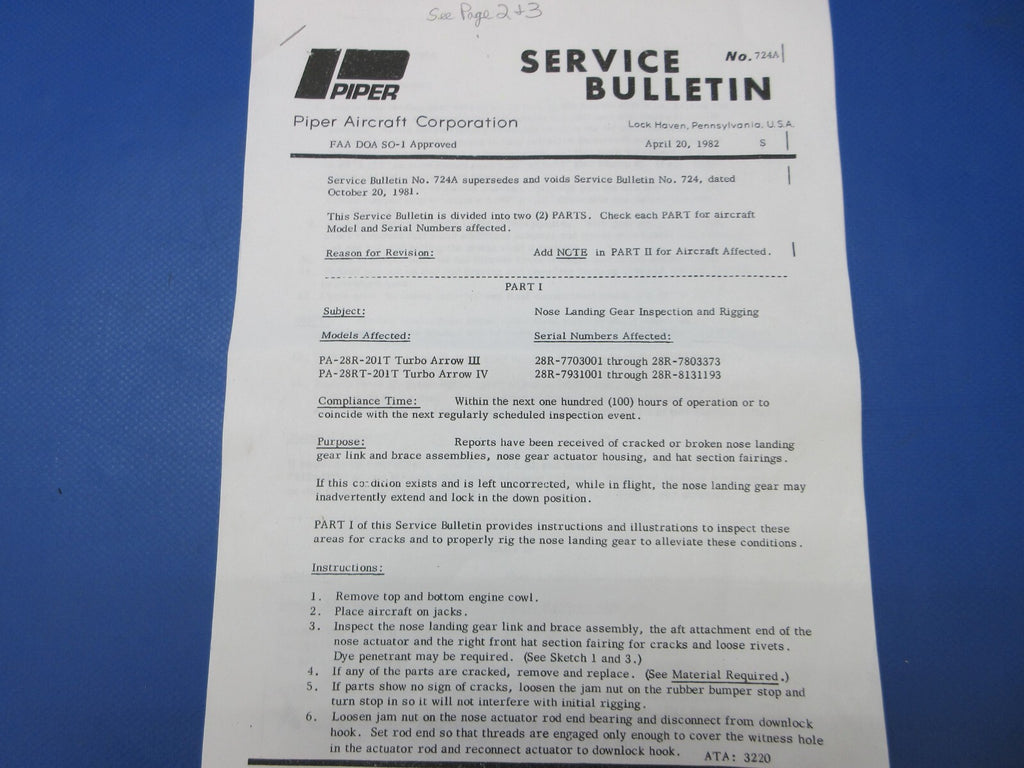 See Page 2+3
PIPER
SERVICE No. 724A
BULLETIN
Piper Aircraft Corporation
Lock Haven, Pennsylvania, U.S.A.
FAA DOA SO-1 Approved April 20, 1982 S
Service Bulletin No. 724A supersedes and voids Service Bulletin No. 724, dated
October 20, 1981.
This Service Bulletin is divided into two (2) PARTS. Check each PART for aircraft
Model and Serial Numbers affected.
Reason for Revision: Add NOTE in PART II for Aircraft Affected.
PART I
Subject: Nose Landing Gear Inspection and Rigging
Models Affected: Serial Numbers Affected:
PA-28R-201T Turbo Arrow III 28R-7703001 through 28R-7803373
PA-28RT-201T Turbo Arrow IV 28R-7931001 through 28R-8131193
Compliance Time: Within the next one hundred (100) hours of operation or to
coincide with the next regularly scheduled inspection event.
Purpose: Reports have been received of cracked or broken nose landing
gear link and brace assemblies, nose gear actuator housing, and hat section fairings.
If this condition exists and is left uncorrected, while in flight, the nose landing gear may
inadvertently extend and lock in the down position.
PART I of this Service Bulletin provides instructions and illustrations to inspect these
areas for cracks and to properly rig the nose landing gear to alleviate these conditions.
Instructions:
1. Remove top and bottom engine cowl.
2. Place aircraft on jacks.
3. Inspect the nose landing gear link and brace assembly, the aft attachment end of the
nose actuator and the right front hat section fairing for cracks and loose rivets.
Dye penetrant may be required. (See Sketch 1 and 3.)
4. If any of the parts are cracked, remove and replace. (See Material Required.)
5. If parts show no sign of cracks, loosen the jam nut on the rubber bumper stop and
turn stop in so it will not interfere with initial rigging.
6. Loosen jam nut on the nose actuator rod end bearing and disconnect from downlock
hook. Set rod end so that threads are engaged only enough to cover the witness hole
in the actuator rod and reconnect actuator to downlock hook.
ATA: 3220